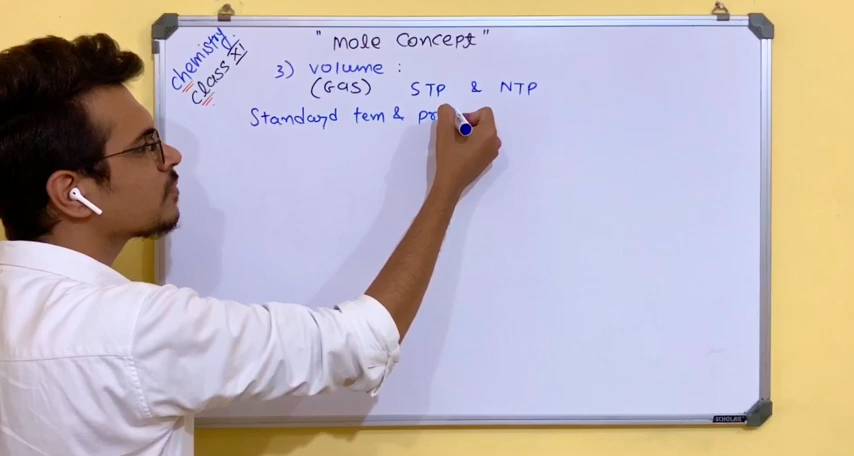 "Mole Concept"
chemistry
Class XI
3) volume :
(GAS) STP & NTP
Standard tem & pr
SCHOLAR